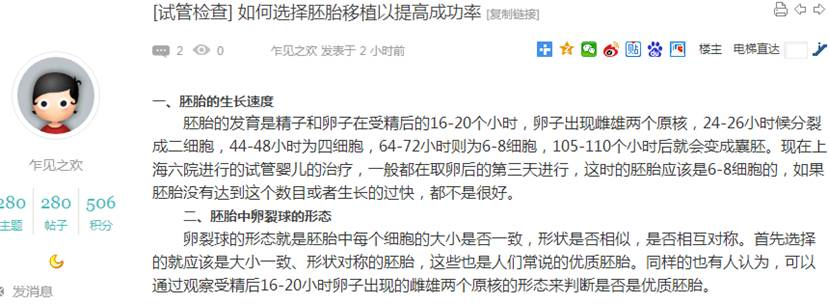 [试管检查] 如何选择胚胎移植以提高成功率 [复制链接]
2 0 乍见之欢 发表于 2 小时前 楼主 电梯直达
乍见之欢
280 280 506
主题 帖子 积分
发消息
一、胚胎的生长速度
胚胎的发育是精子和卵子在受精后的16-20个小时，卵子出现雌雄两个原核，24-26小时候分裂
成二细胞，44-48小时为四细胞，64-72小时则为6-8细胞，105-110个小时后就会变成囊胚。现在上
海六院进行的试管婴儿的治疗，一般都在取卵后的第三天进行，这时的胚胎应该是6-8细胞的，如果
胚胎没有达到这个数目或者生长的过快，都不是很好。
二、胚胎中卵裂球的形态
卵裂球的形态就是胚胎中每个细胞的大小是否一致，形状是否相似，是否相互对称。首先选择
的就应该是大小一致、形状对称的胚胎，这些也是人们常说的优质胚胎。同样的也有人认为，可以
通过观察受精后16-20小时卵子出现的雌雄两个原核的形态来判断是否是优质胚胎。